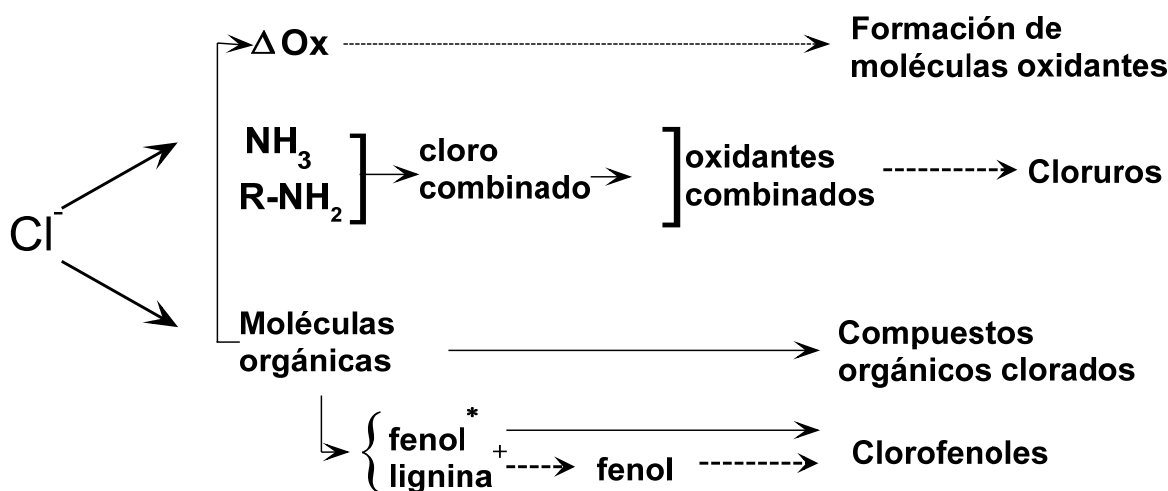 Δ Ox
Formación de
moléculas oxidantes
NH3
R-NH2
cloro
combinado
oxidantes
combinados
Cloruros
Cl-
Moléculas
orgánicas
Compuestos
orgánicos clorados
fenol*
lignina
+
fenol
Clorofenoles